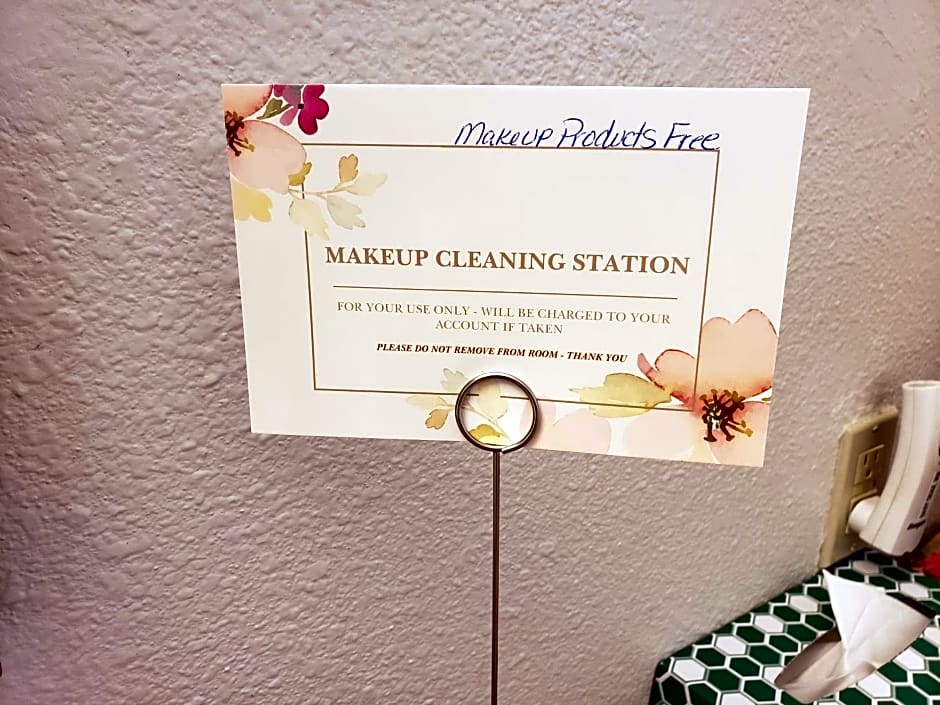 Makeup Products Free
MAKEUP CLEANING STATION
FOR YOUR USE ONLY - WILL BE CHARGED TO YOUR
ACCOUNT IF TAKEN
PLEASE DO NOT REMOVE FROM ROOM - THANK YOU